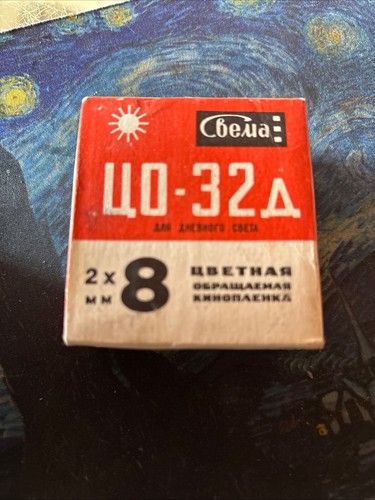 Свема
ЦО-32Д
ДЛЯ ДНЕВНОГО СВЕТА
2 x 8 мм
ЦВЕТНАЯ
ОБРАЩАЕМАЯ
КИНОПЛЕНКА